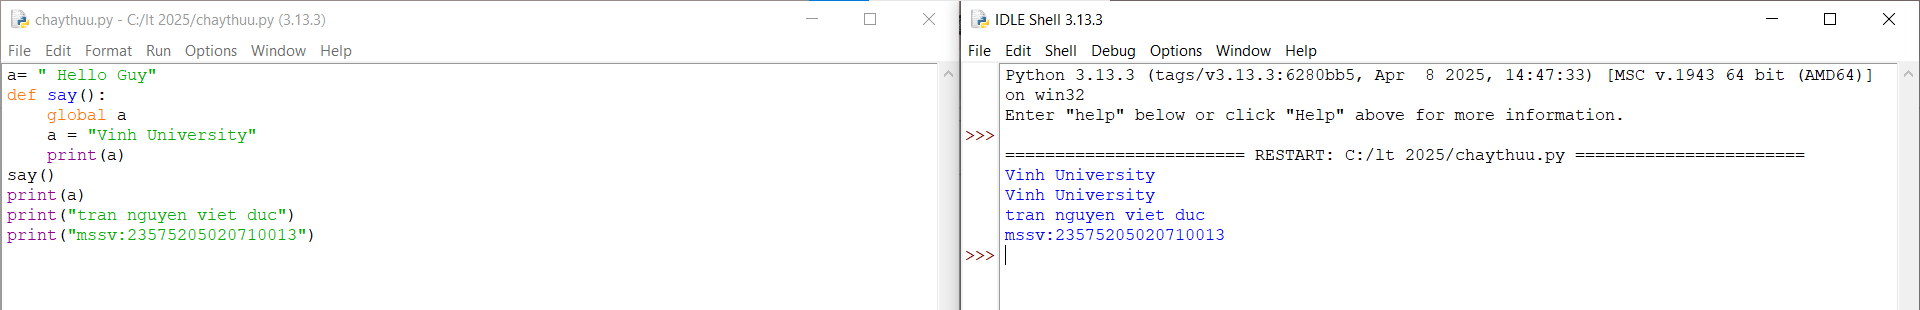 chaythuu.py - C:/lt 2025/chaythuu.py (3.13.3)
File Edit Format Run Options Window Help
a= " Hello Guy"
def say():
    global a
    a = "Vinh University"
    print(a)
say()
print(a)
print("tran nguyen viet duc")
print("mssv:23575205020710013")
IDLE Shell 3.13.3
File Edit Shell Debug Options Window Help
Python 3.13.3 (tags/v3.13.3:6280bb5, Apr  8 2025, 14:47:33) [MSC v.1943 64 bit (AMD64)]
on win32
Enter "help" below or click "Help" above for more information.
>>>
======================== RESTART: C:/lt 2025/chaythuu.py =======================
Vinh University
Vinh University
tran nguyen viet duc
mssv:23575205020710013
>>>